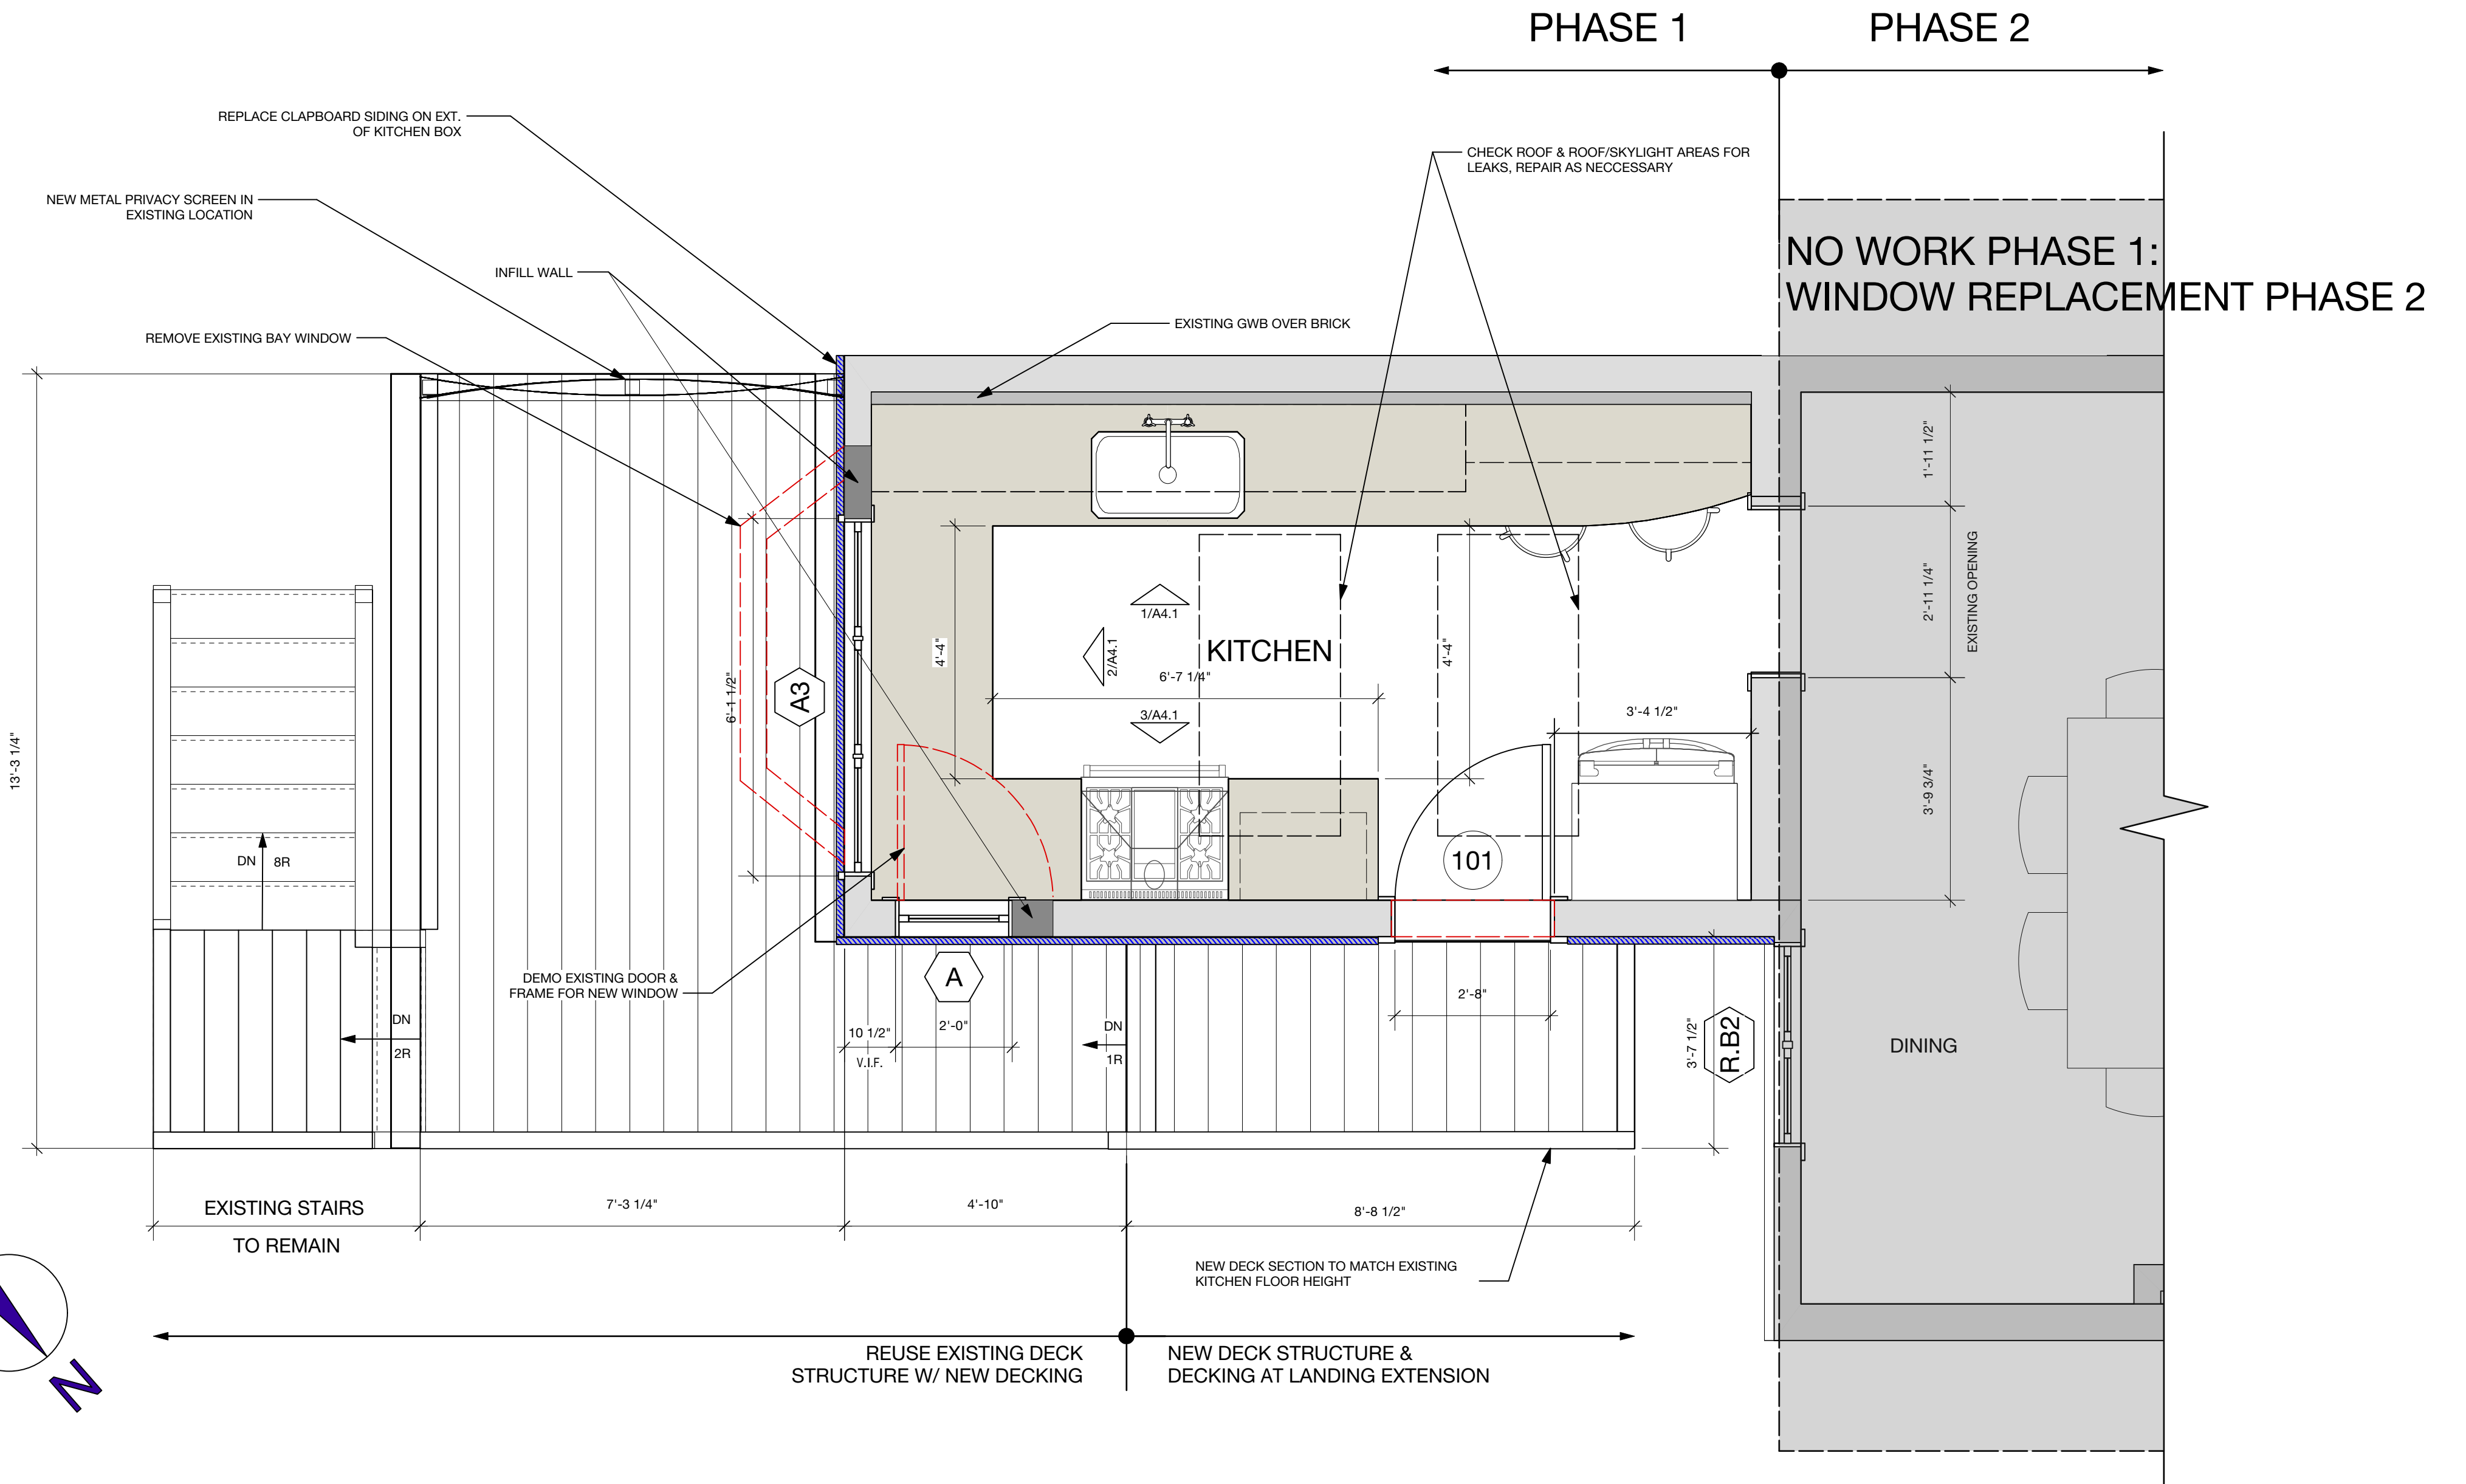 PHASE 1
PHASE 2
REPLACE CLAPBOARD SIDING ON EXT.
OF KITCHEN BOX
CHECK ROOF & ROOF/SKYLIGHT AREAS FOR
LEAKS, REPAIR AS NECCESSARY
NEW METAL PRIVACY SCREEN IN
EXISTING LOCATION
NO WORK PHASE 1:
WINDOW REPLACEMENT PHASE 2
INFILL WALL
EXISTING GWB OVER BRICK
REMOVE EXISTING BAY WINDOW
1'-11 1/2"
2'-11 1/4"
EXISTING OPENING
3'-9 3/4"
13'-3 1/4"
6'-1 1/2"
A3
4'-4"
1/A4.1
2/A4.1
KITCHEN
6'-7 1/4"
3/A4.1
4'-4"
3'-4 1/2"
101
DN
8R
DEMO EXISTING DOOR &
FRAME FOR NEW WINDOW
A
2'-8"
DN
2R
10 1/2"
V.I.F.
2'-0"
DN
1R
3'-7 1/2"
R.B2
DINING
EXISTING STAIRS
TO REMAIN
7'-3 1/4"
4'-10"
8'-8 1/2"
NEW DECK SECTION TO MATCH EXISTING
KITCHEN FLOOR HEIGHT
N
REUSE EXISTING DECK
STRUCTURE W/ NEW DECKING
NEW DECK STRUCTURE &
DECKING AT LANDING EXTENSION